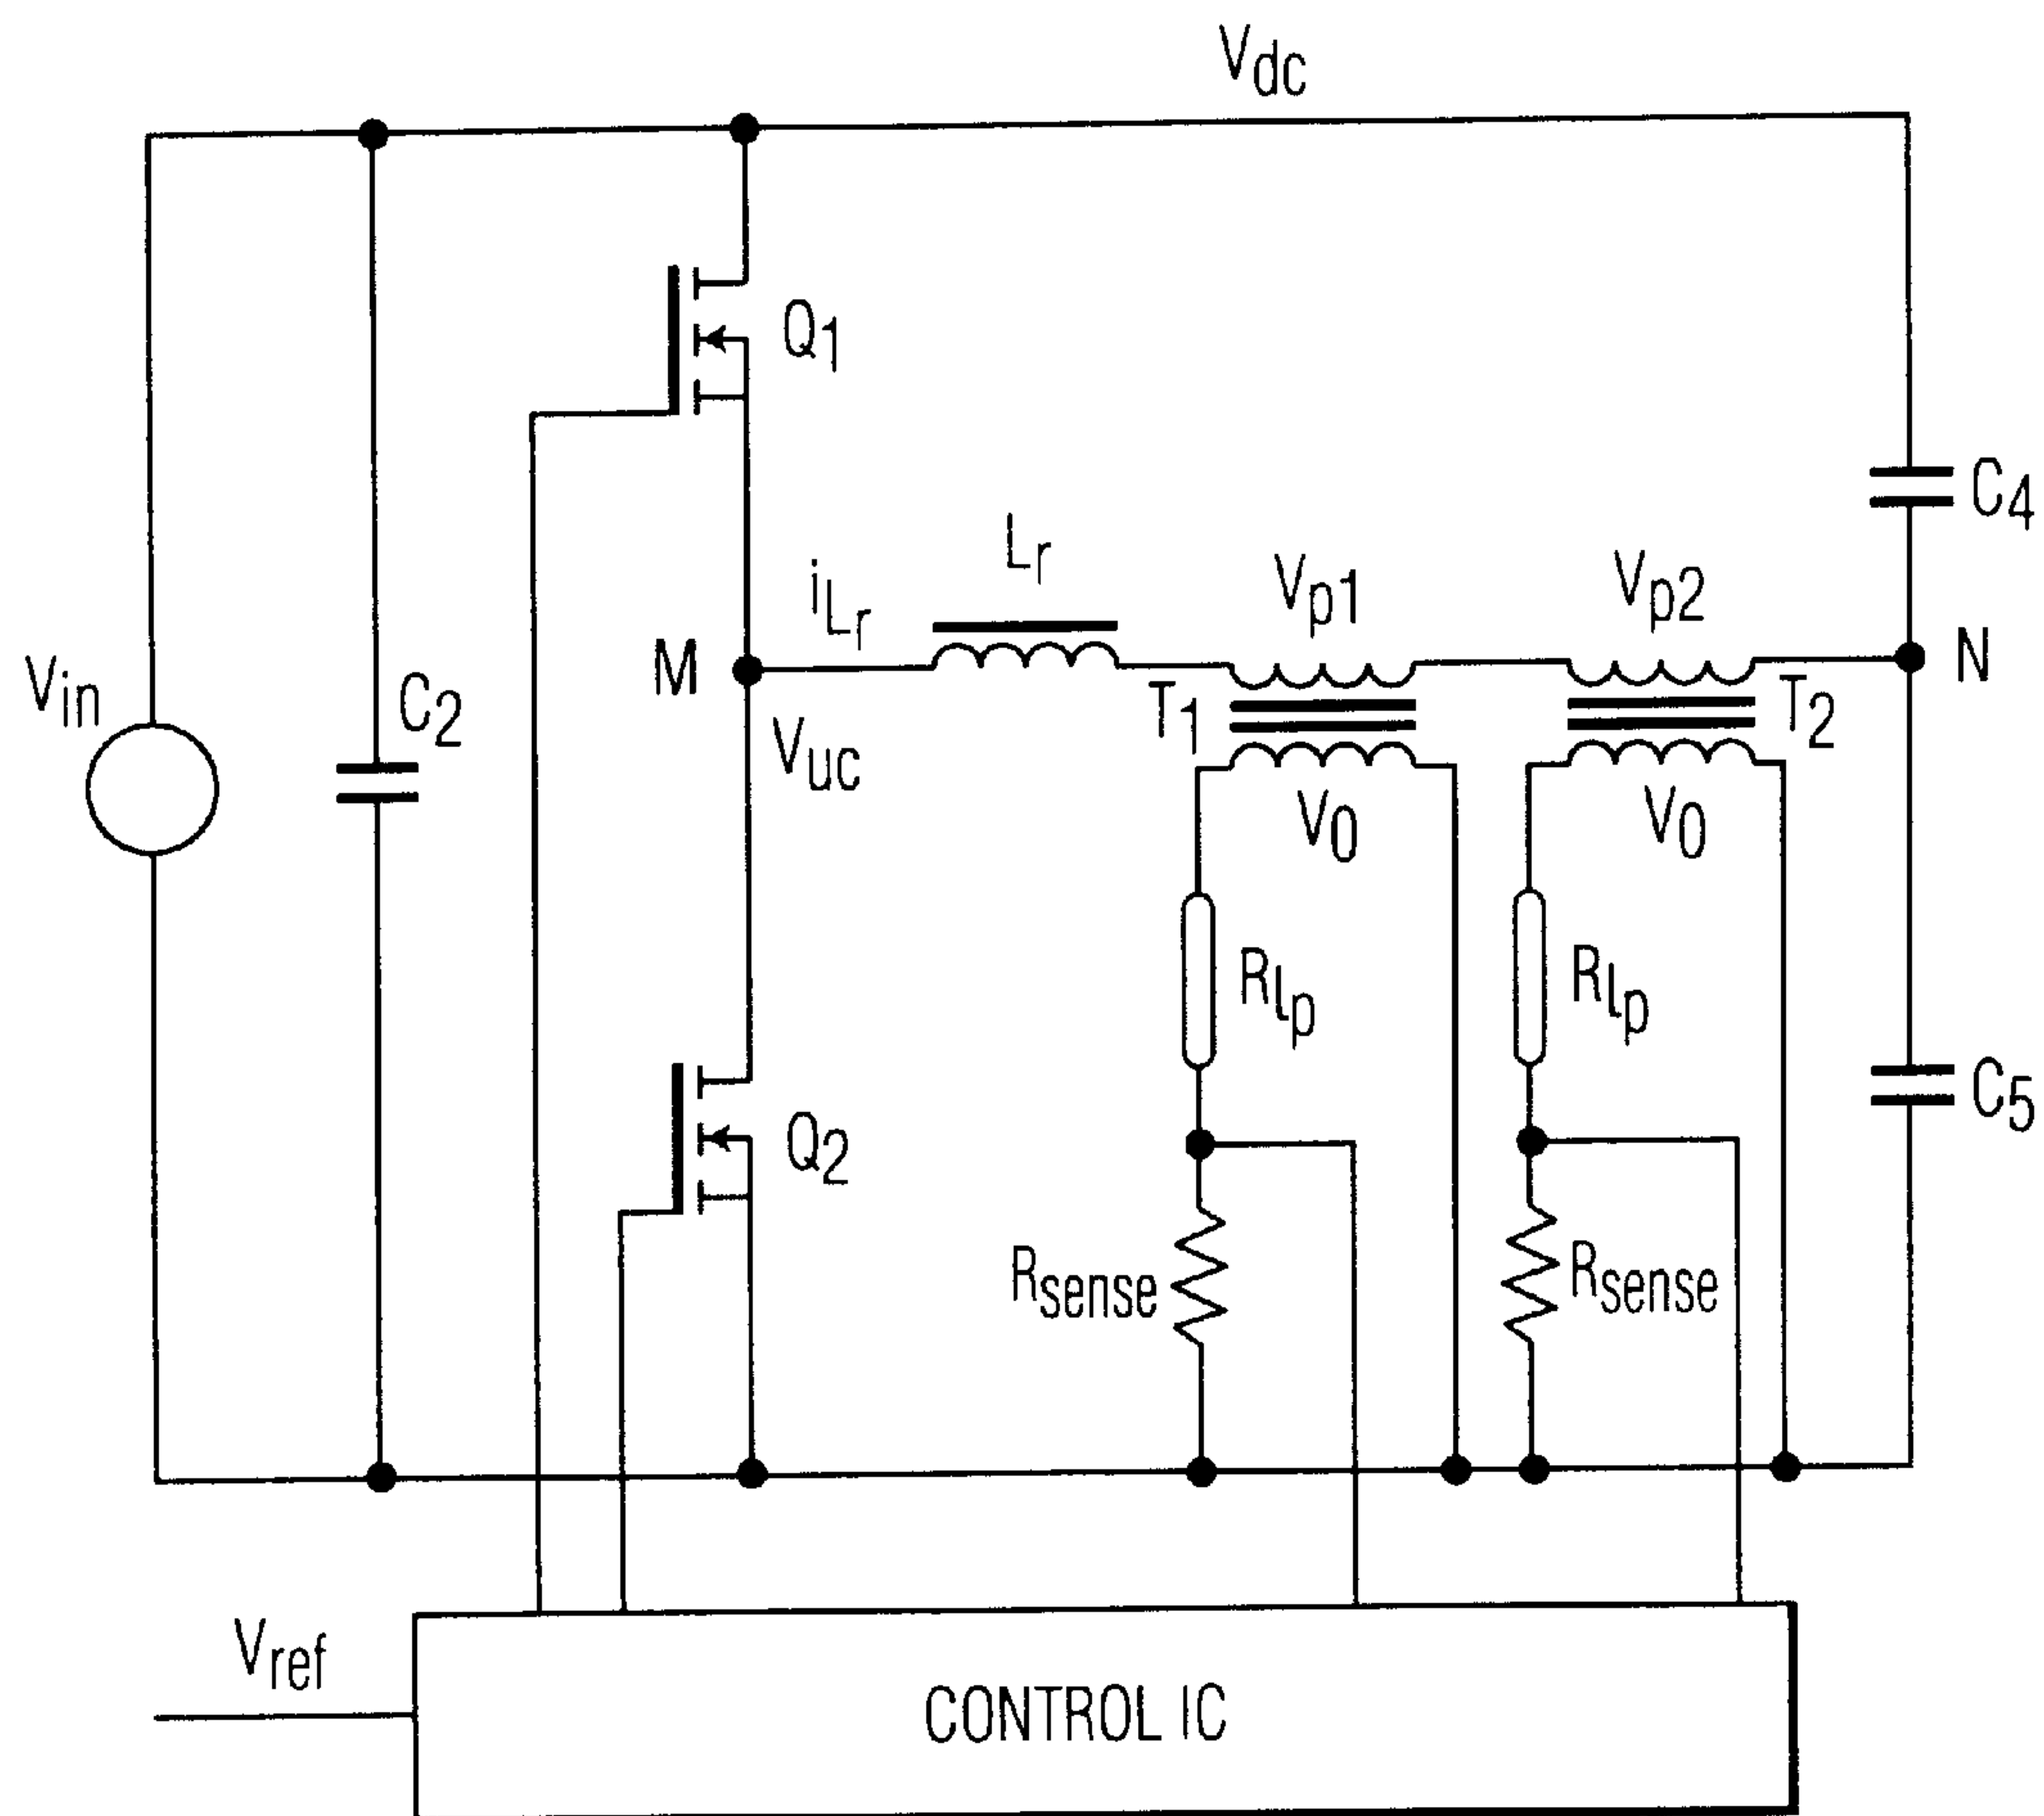 Vdc
Q1
C4
Lr
Vp1
Vp2
iLr
M
N
Vin
C2
T1
T2
Vuc
V0
V0
Rlp
Rlp
C5
Q2
Rsense
Rsense
Vref
CONTROL IC